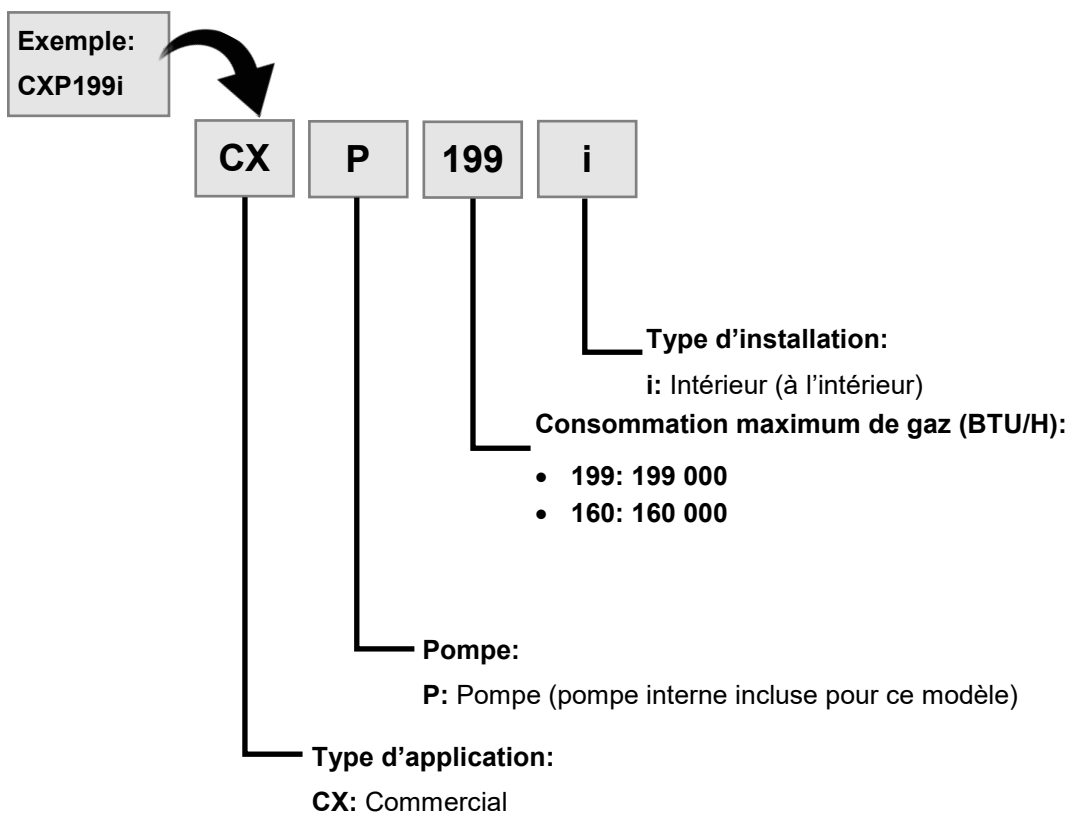 Exemple:
CXP199i
CX P 199 i
Type d’installation:
i: Intérieur (à l’intérieur)
Consommation maximum de gaz (BTU/H):
• 199: 199 000
• 160: 160 000
Pompe:
P: Pompe (pompe interne incluse pour ce modèle)
Type d’application:
CX: Commercial